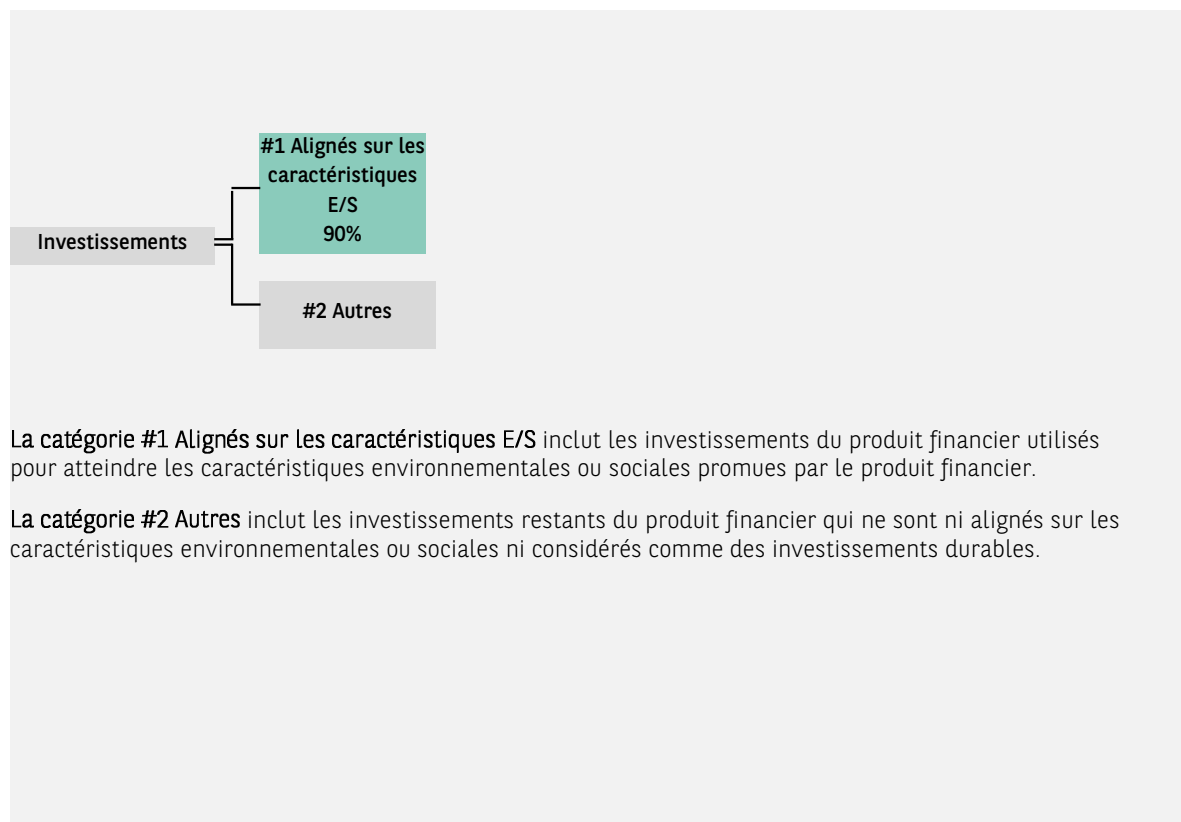 #1 Alignés sur les
caractéristiques
E/S
90%
Investissements
#2 Autres
La catégorie #1 Alignés sur les caractéristiques E/S inclut les investissements du produit financier utilisés
pour atteindre les caractéristiques environnementales ou sociales promues par le produit financier.
La catégorie #2 Autres inclut les investissements restants du produit financier qui ne sont ni alignés sur les
caractéristiques environnementales ou sociales ni considérés comme des investissements durables.